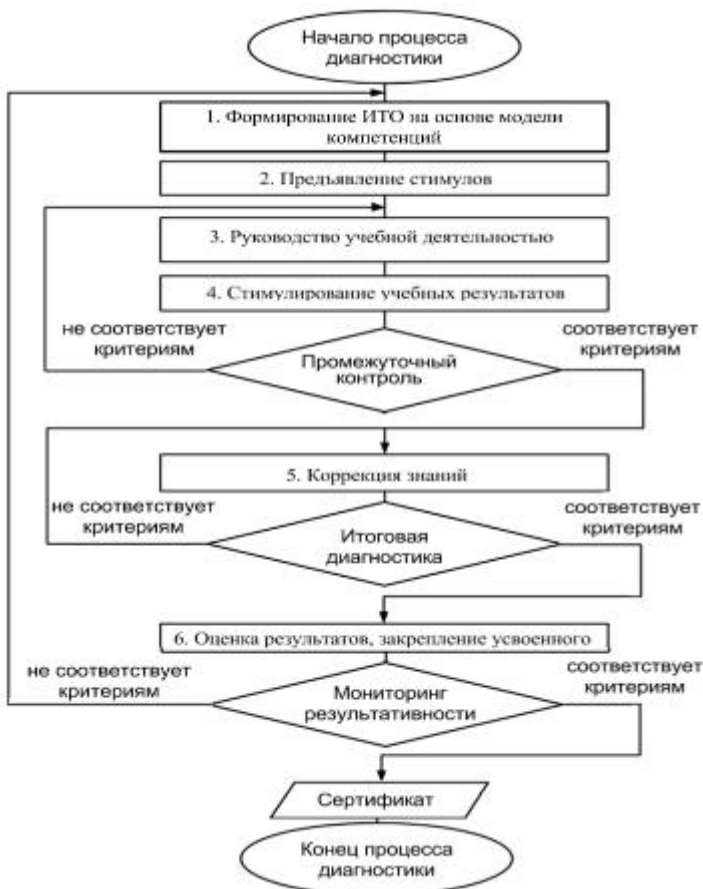 Начало процесса
диагностики
1. Формирование ИТО на основе модели
компетенций
2. Предъявление стимулов
3. Руководство учебной деятельностью
4. Стимулирование учебных результатов
не соответствует
критериям
соответствует
критериям
Промежуточный
контроль
5. Коррекция знаний
не соответствует
критериям
соответствует
критериям
Итоговая
диагностика
6. Оценка результатов, закрепление усвоенного
не соответствует
критериям
соответствует
критериям
Мониторинг
результативности
Сертификат
Конец процесса
диагностики